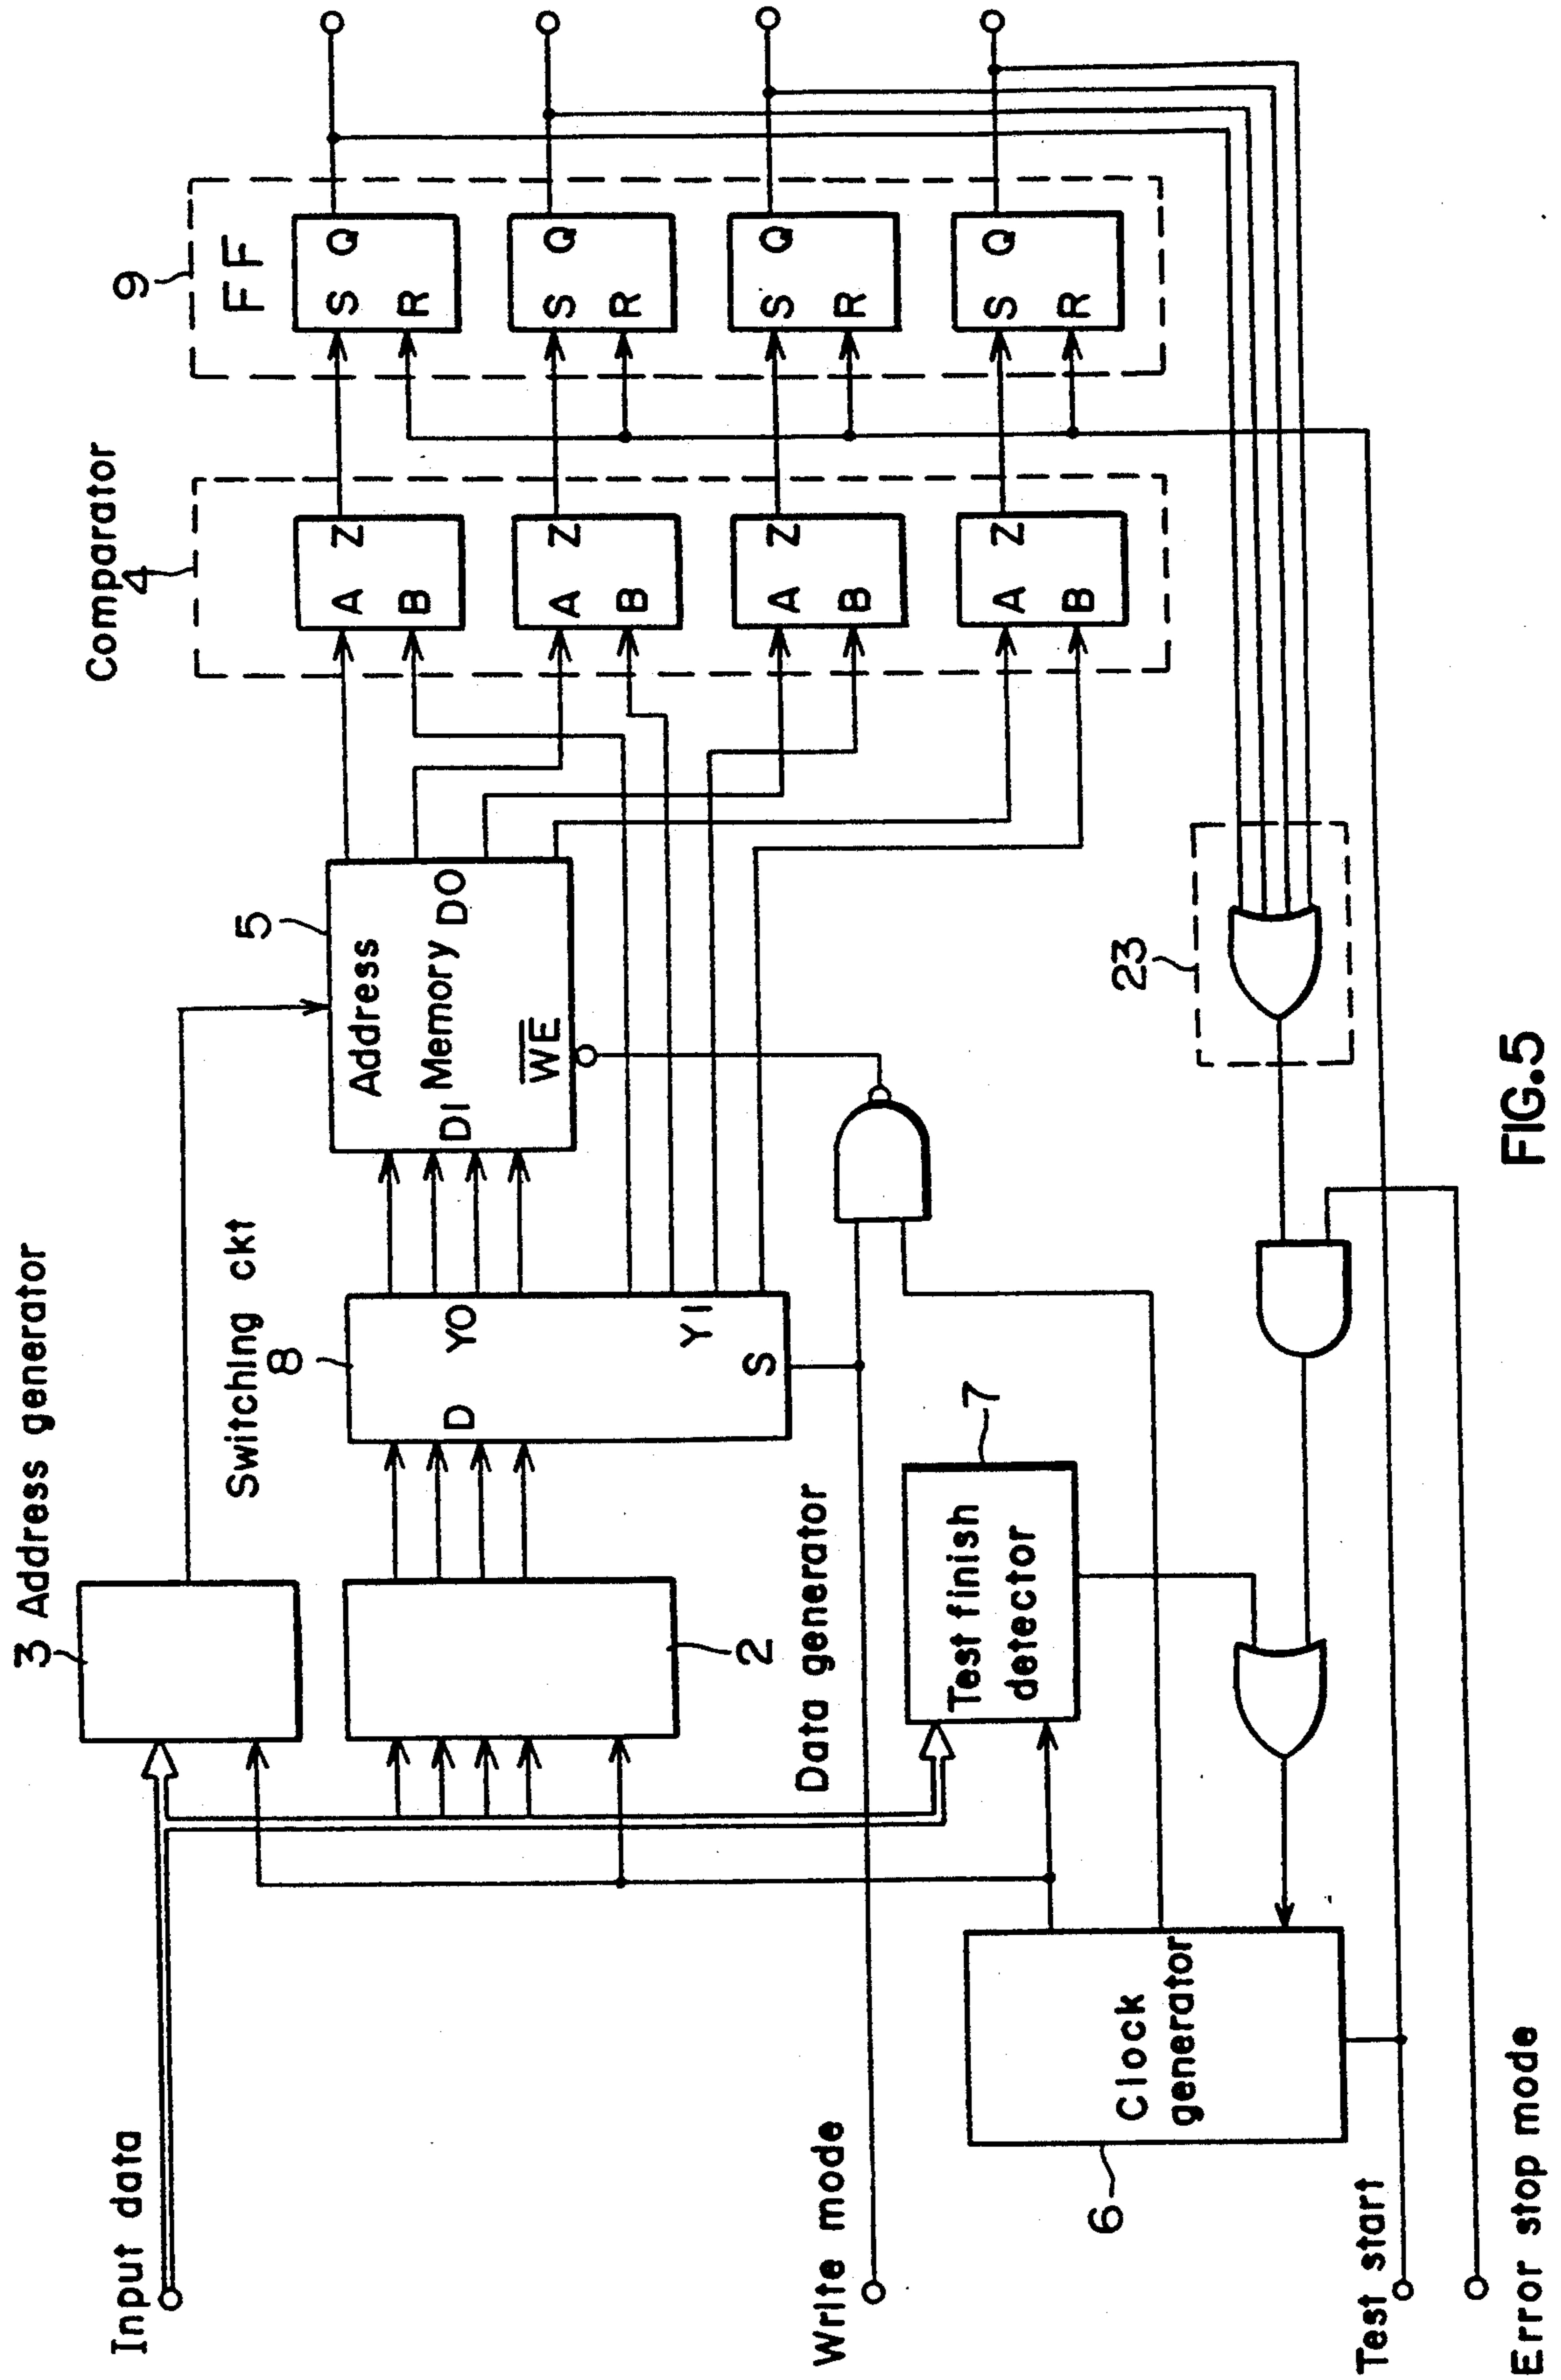 Input data
3 Address generator
2
Data generator
Switching ckt
8
D
YO
YI
S
5
Address
DI Memory DO
WE
Comparator
4
A Z
B
A Z
B
A Z
B
A Z
B
9
FF
S Q
R
S Q
R
S Q
R
S Q
R
Write mode
7
Test finish
detector
23
Clock
generator
6
Test start
Error stop mode
FIG.5